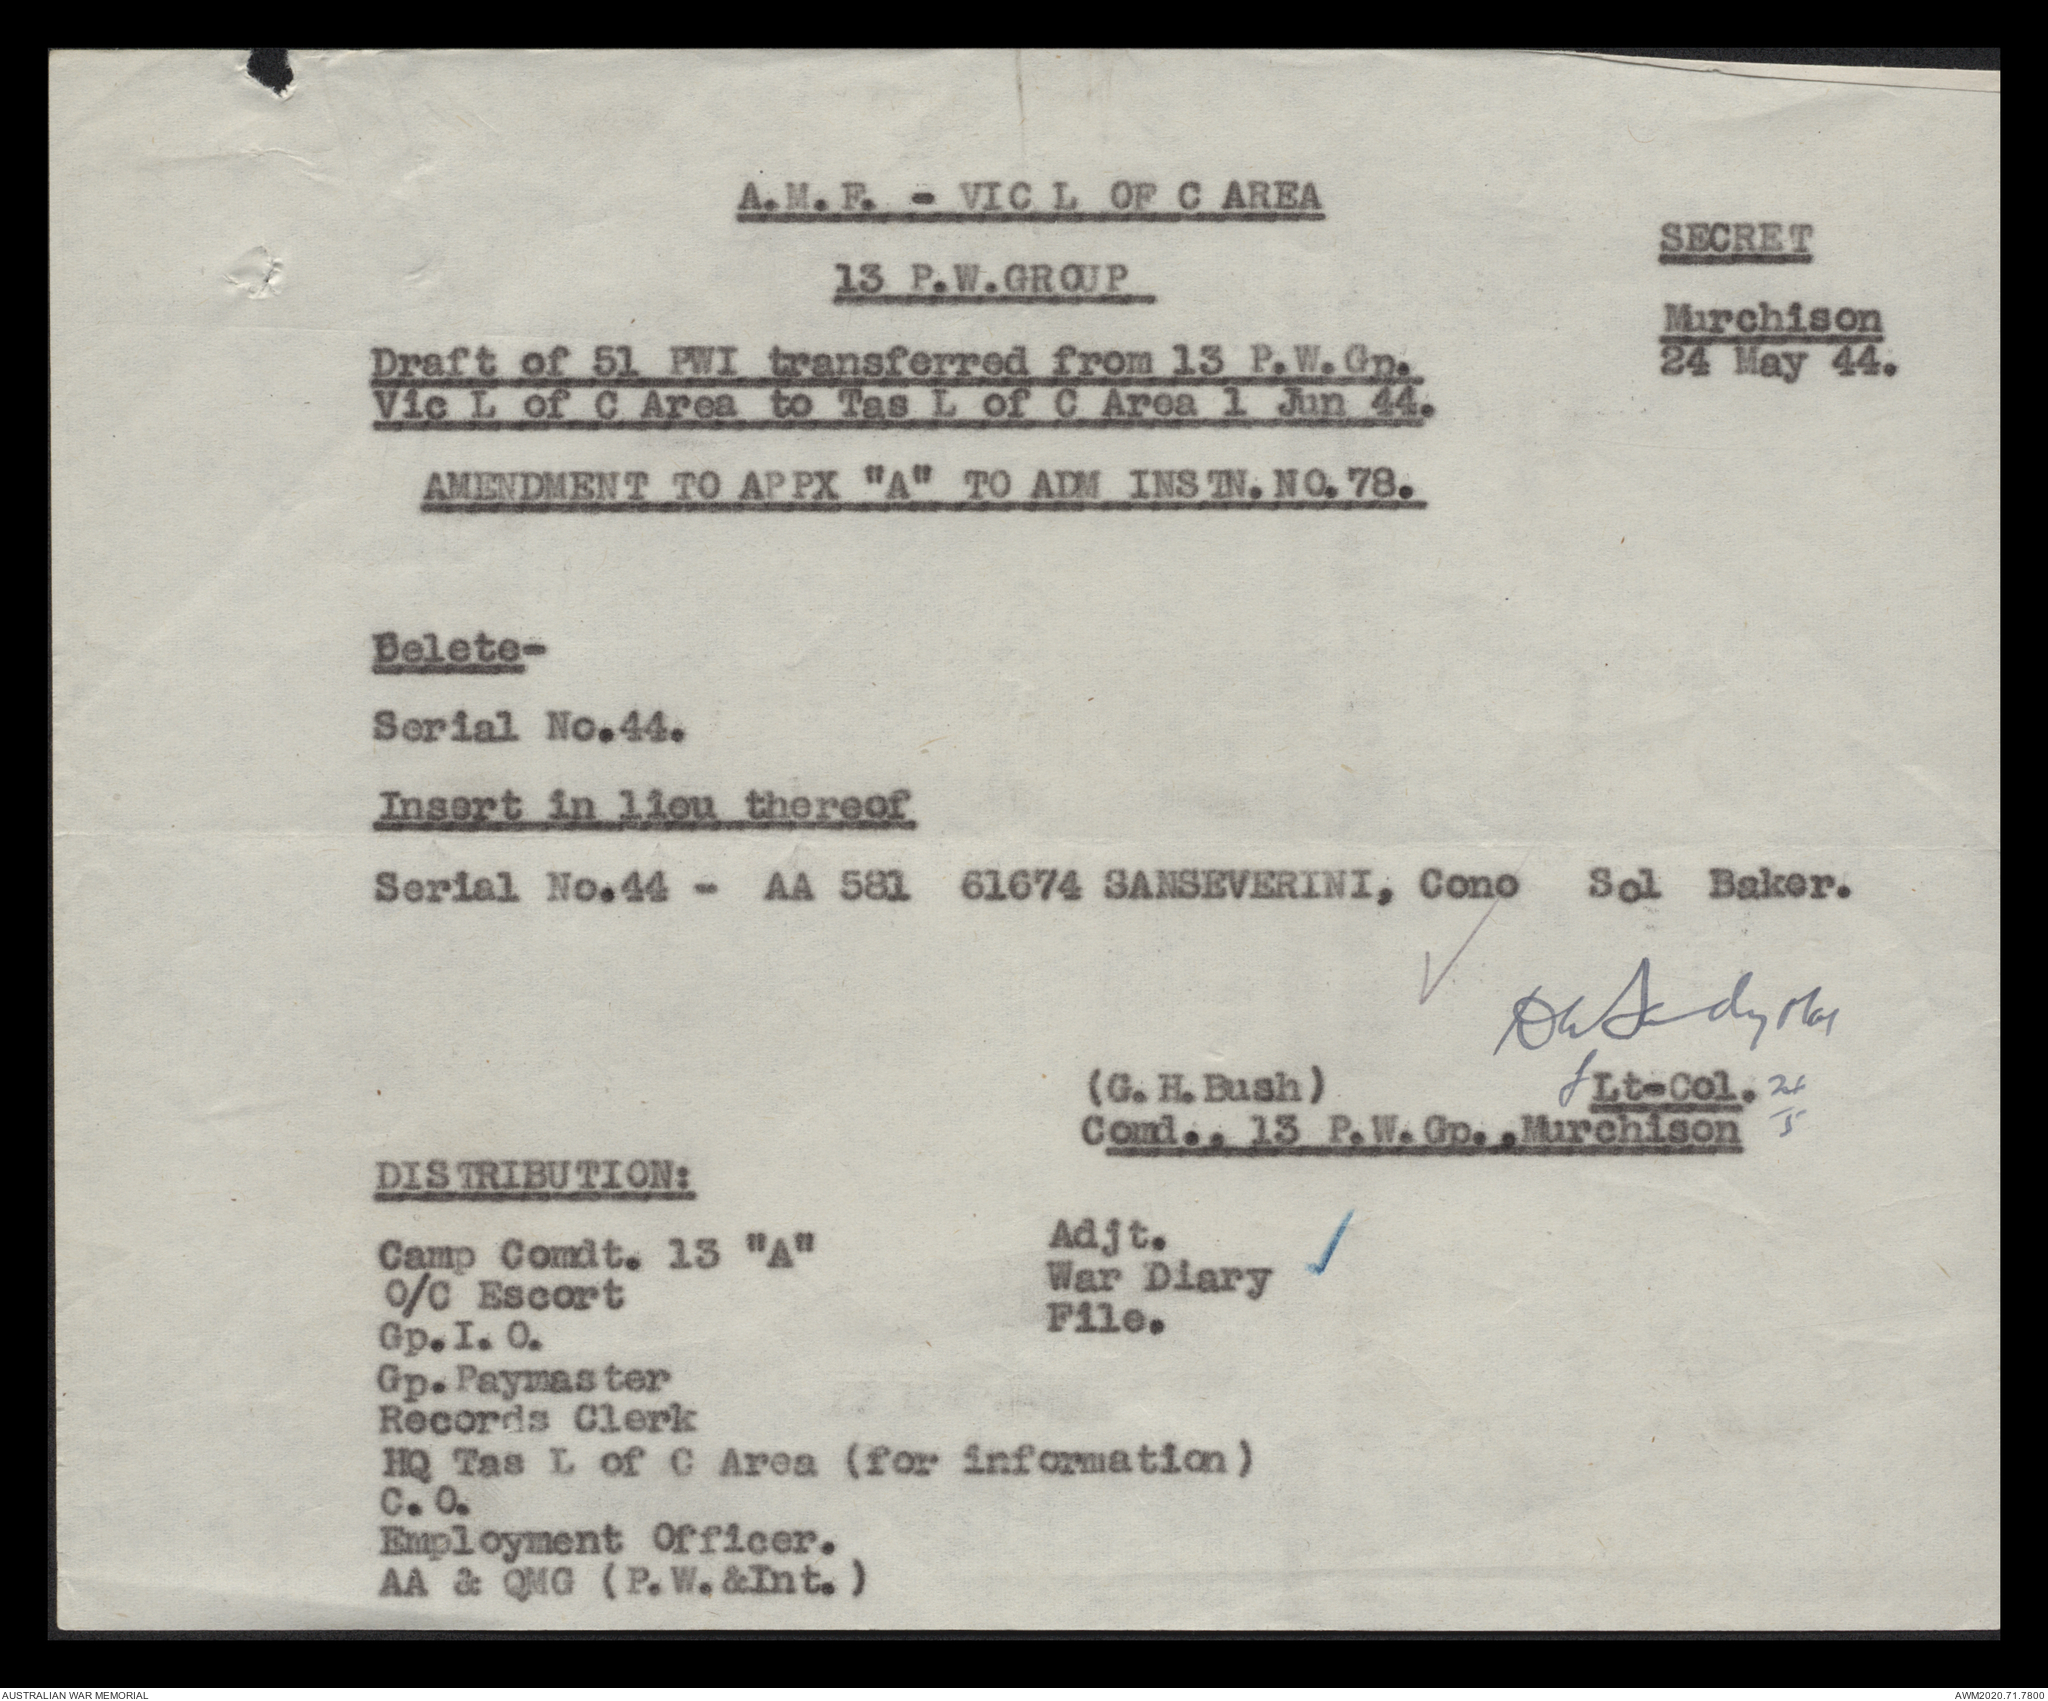 A.M.F. - VIC L OF C AREA
SECRET
13 P.W.GROUP
Murchison
24 May 44.
Draft of 51 PWI transferred from 13 P.W.Gp.
Vic L of C Area to Tas L of C Area 1 Jun 44.
AMENDMENT TO APPX "A" TO ADM INSTN.NO.78.
Delete-
Serial No.44.
Insert in lieu thereof
Serial No.44 - AA 581 61674 SANSEVERINI, Cono Sol Baker.
(G.H.Bush) Lt-Col. 24/5
Comd., 13 P.W.Gp.,Murchison
DISTRIBUTION:
Camp Comdt. 13 "A"
O/C Escort
Gp.I.O.
Gp.Paymaster
Records Clerk
HQ Tas L of C Area (for information)
C.O.
Employment Officer.
AA & QMG (P.W.&Int.)
Adjt.
War Diary
File.
AUSTRALIAN WAR MEMORIAL
AWM2020.71.7800